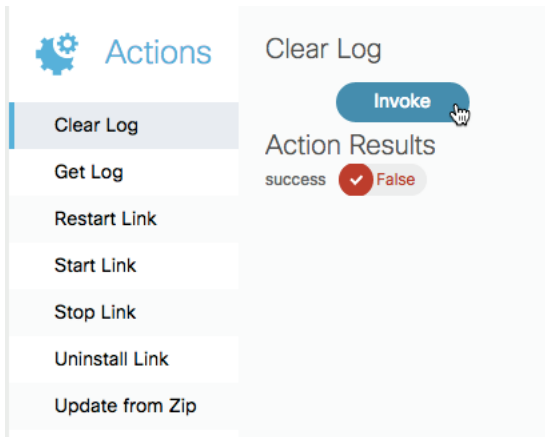 Actions
Clear Log
Get Log
Restart Link
Start Link
Stop Link
Uninstall Link
Update from Zip
Clear Log
Invoke
Action Results
success False